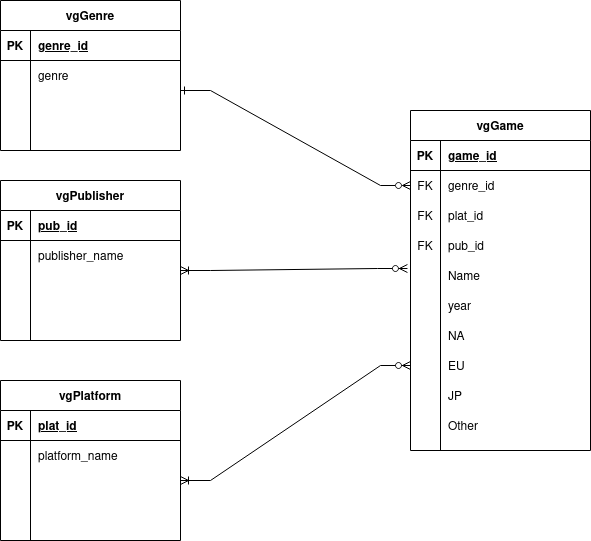 vgGenre
PK genre_id
genre
vgPublisher
PK pub_id
publisher_name
vgPlatform
PK plat_id
platform_name
vgGame
PK game_id
FK genre_id
FK plat_id
FK pub_id
Name
year
NA
EU
JP
Other